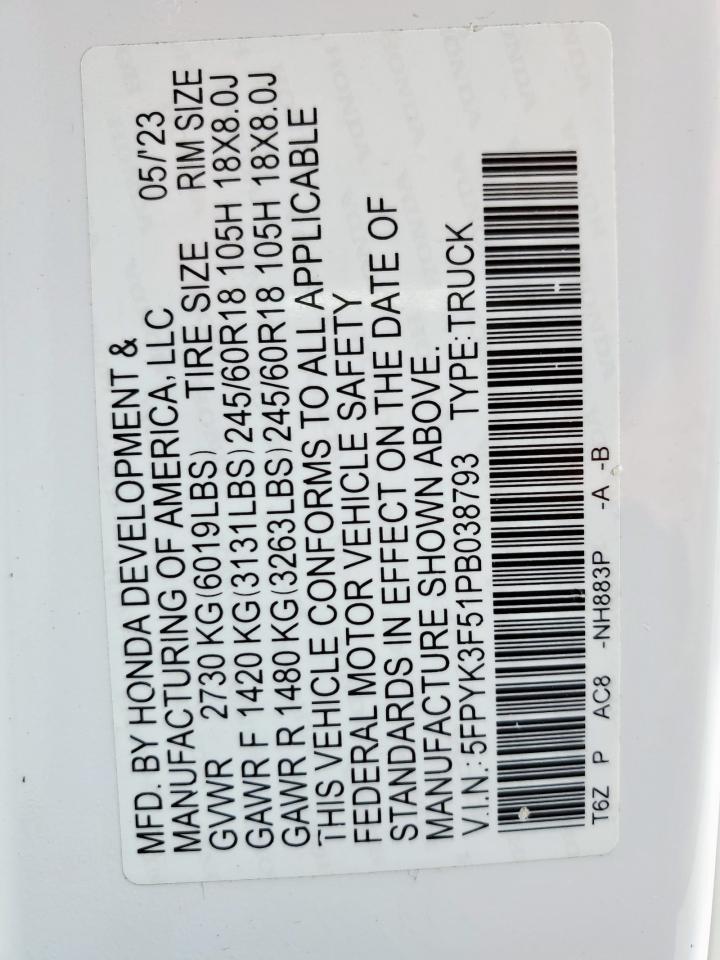 MFD. BY HONDA DEVELOPMENT &
MANUFACTURING OF AMERICA, LLC 05/'23
GVWR 2730 KG(6019LBS) TIRE SIZE RIM SIZE
GAWR F 1420 KG(3131LBS)245/60R18 105H 18X8.0J
GAWR R 1480 KG(3263LBS)245/60R18 105H 18X8.0J
THIS VEHICLE CONFORMS TO ALL APPLICABLE
FEDERAL MOTOR VEHICLE SAFETY
STANDARDS IN EFFECT ON THE DATE OF
MANUFACTURE SHOWN ABOVE.
V.I.N.:5FPYK3F51PB038793 TYPE:TRUCK
T6Z P AC8 -NH883P -A -B